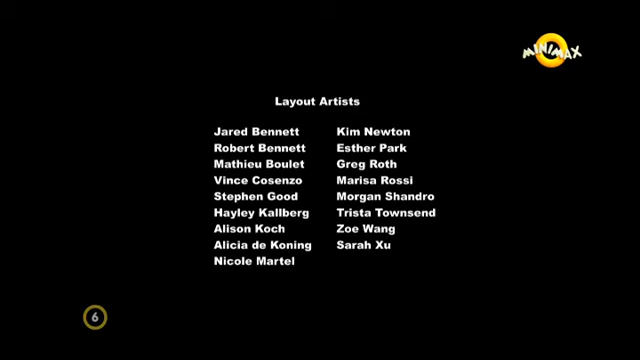 MINIMAX
Layout Artists
Jared Bennett
Robert Bennett
Mathieu Boulet
Vince Cosenzo
Stephen Good
Hayley Kallberg
Alison Koch
Alicia de Koning
Nicole Martel
Kim Newton
Esther Park
Greg Roth
Marisa Rossi
Morgan Shandro
Trista Townsend
Zoe Wang
Sarah Xu
6